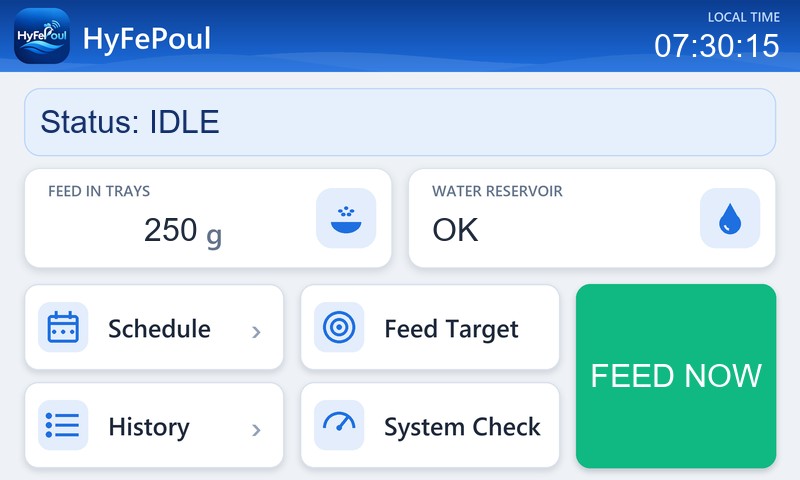 HyFePoul
HyFePoul
LOCAL TIME
07:30:15
Status: IDLE
FEED IN TRAYS
250 g
WATER RESERVOIR
OK
Schedule ›
Feed Target
FEED NOW
History ›
System Check